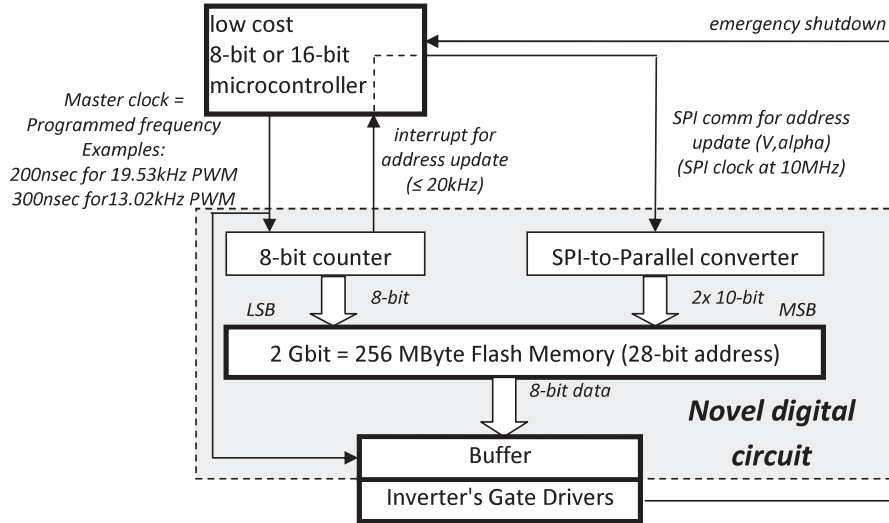 low cost
8-bit or 16-bit
microcontroller
emergency shutdown
Master clock =
Programmed frequency
Examples:
200nsec for 19.53kHz PWM
300nsec for13.02kHz PWM
interrupt for
address update
(≤ 20kHz)
SPI comm for address
update (V,alpha)
(SPI clock at 10MHz)
8-bit counter
SPI-to-Parallel converter
LSB
8-bit
2x 10-bit
MSB
2 Gbit = 256 MByte Flash Memory (28-bit address)
8-bit data
Novel digital
circuit
Buffer
Inverter's Gate Drivers